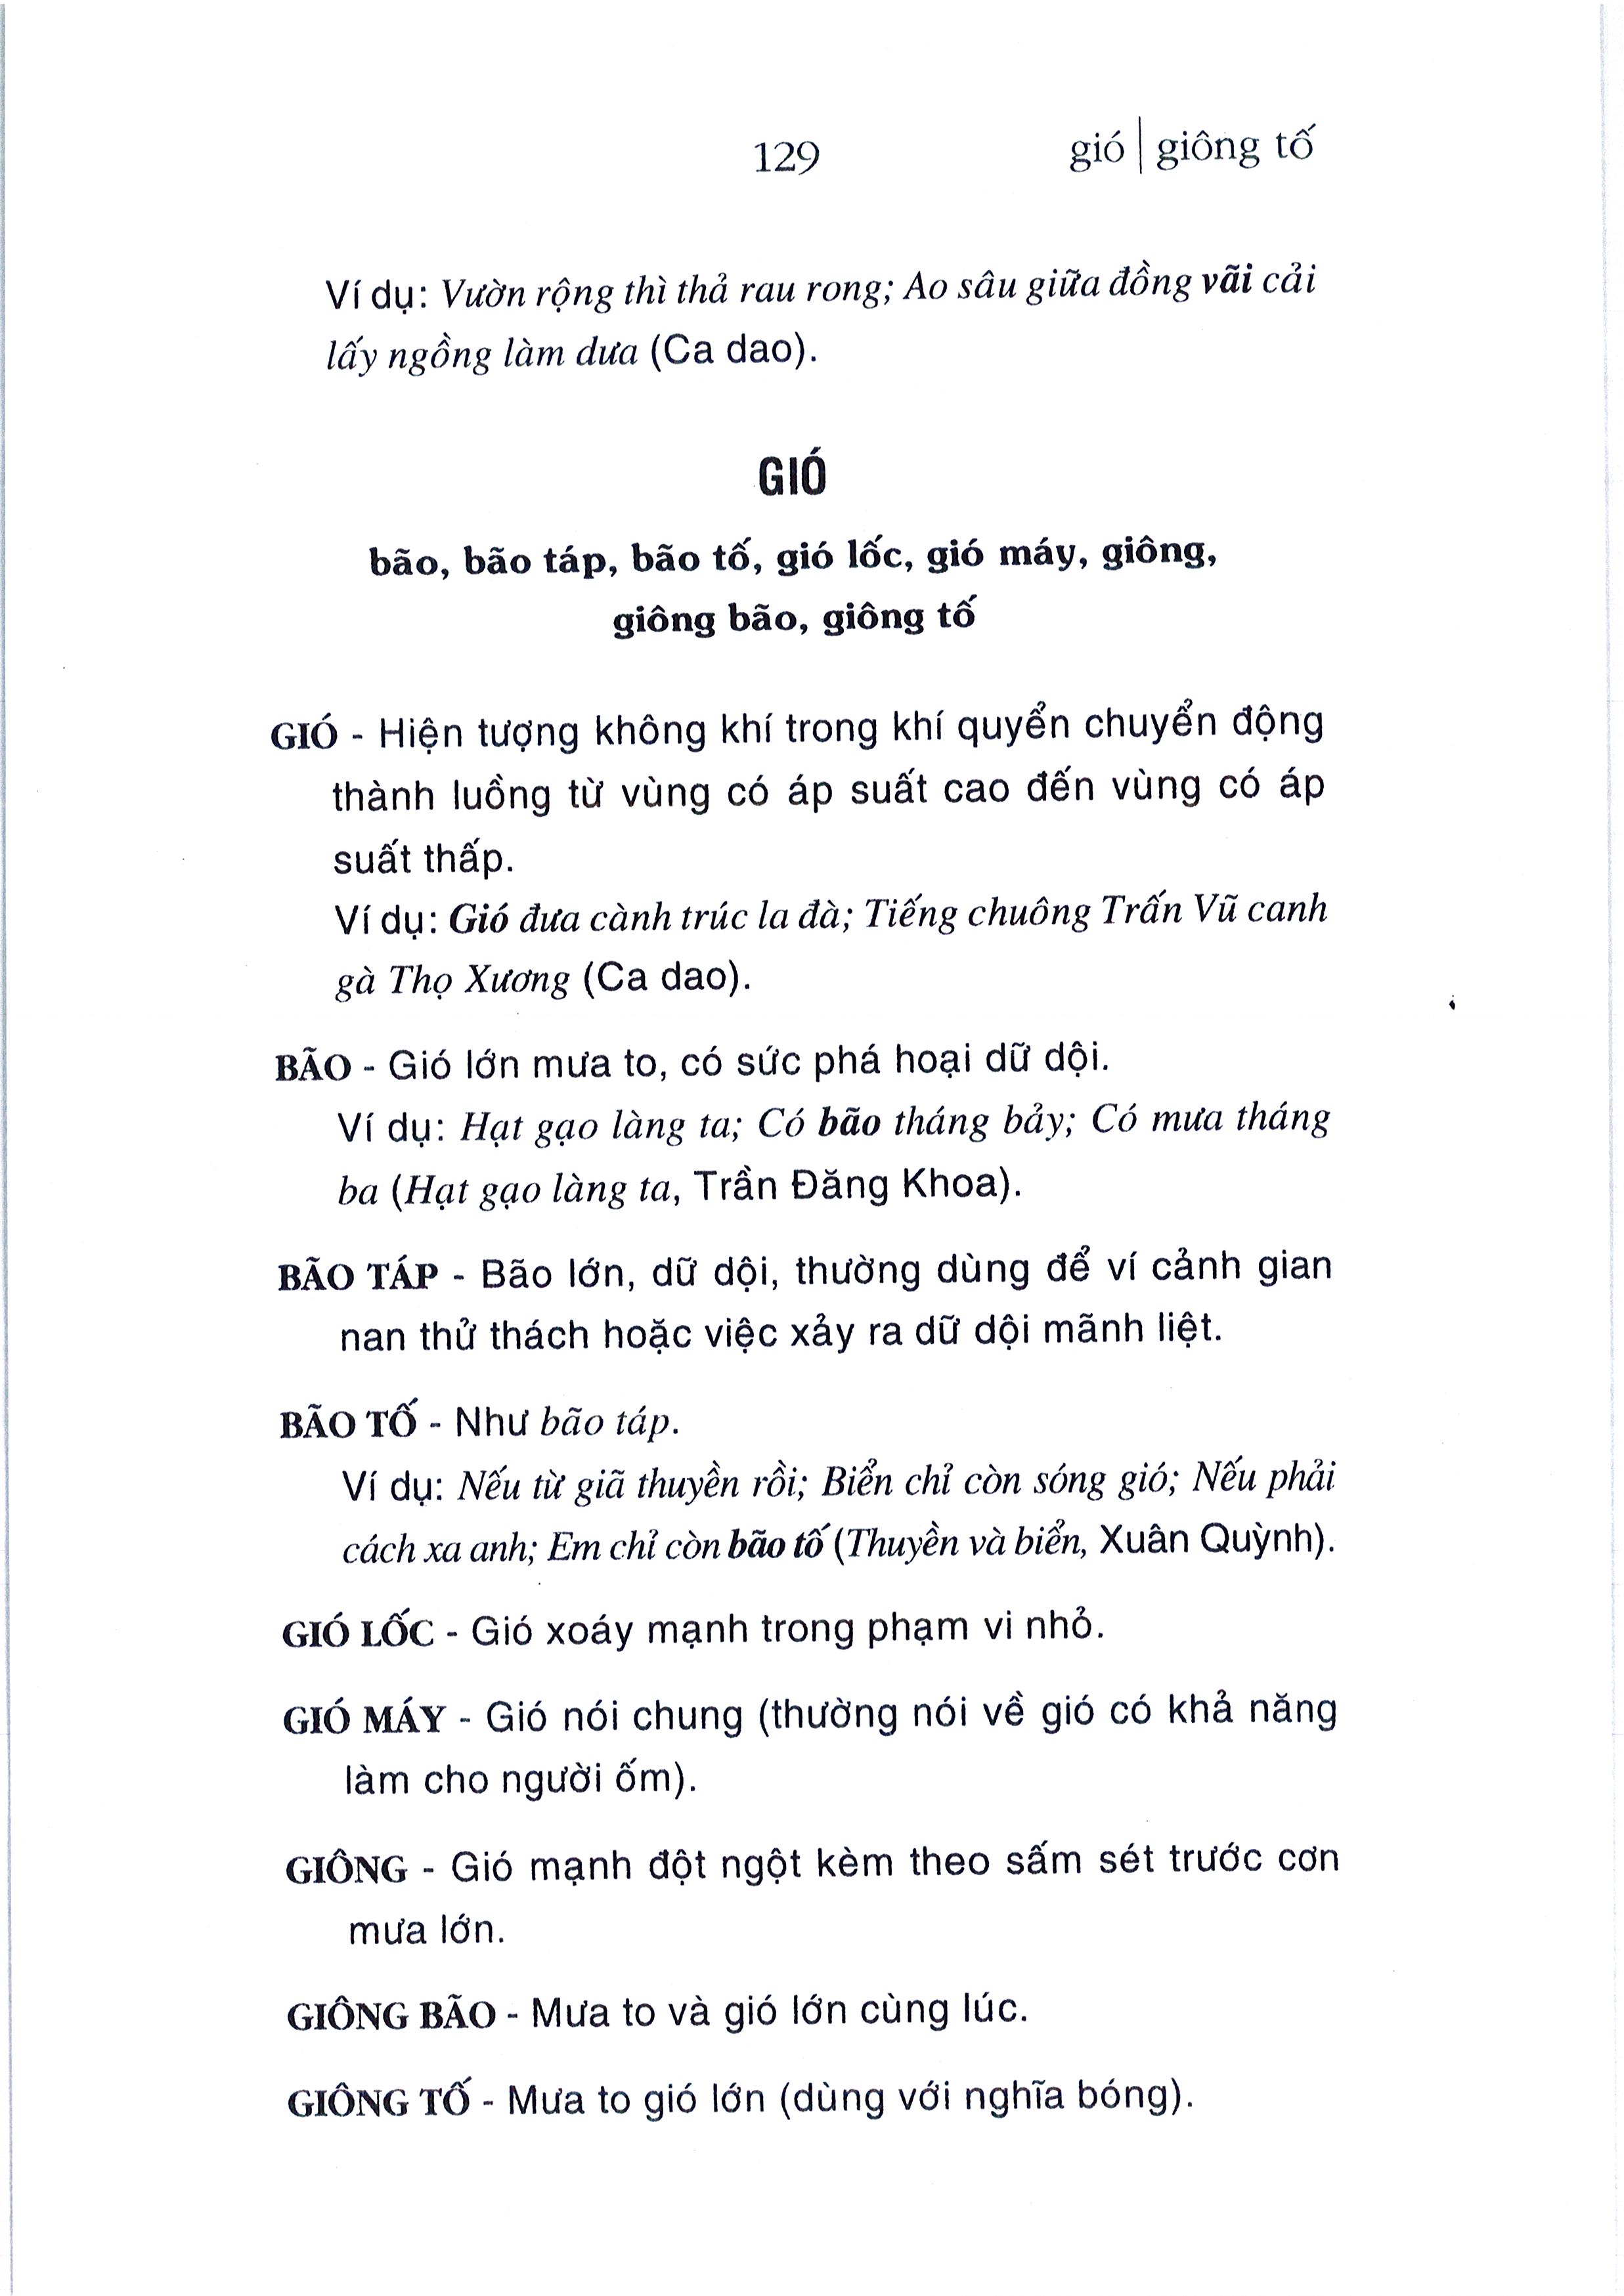 129
gió | giông tố
Ví dụ: Vườn rộng thì thả rau rong; Ao sâu giữa đồng vãi cải
lấy ngồng làm dưa (Ca dao).
GIÓ
bão, bão táp, bão tố, gió lốc, gió máy, giông,
giông bão, giông tố
GIÓ - Hiện tượng không khí trong khí quyển chuyển động
thành luồng từ vùng có áp suất cao đến vùng có áp
suất thấp.
Ví dụ: Gió đưa cành trúc la đà; Tiếng chuông Trấn Vũ canh
gà Thọ Xương (Ca dao).
BÃO - Gió lớn mưa to, có sức phá hoại dữ dội.
Ví dụ: Hạt gạo làng ta; Có bão tháng bảy; Có mưa tháng
ba (Hạt gạo làng ta, Trần Đăng Khoa).
BÃO TÁP - Bão lớn, dữ dội, thường dùng để ví cảnh gian
nan thử thách hoặc việc xảy ra dữ dội mãnh liệt.
BÃO TỐ - Như bão táp.
Ví dụ: Nếu từ giã thuyền rồi; Biển chỉ còn sóng gió; Nếu phải
cách xa anh; Em chỉ còn bão tố (Thuyền và biển, Xuân Quỳnh).
GIÓ LỐC - Gió xoáy mạnh trong phạm vi nhỏ.
GIÓ MÁY - Gió nói chung (thường nói về gió có khả năng
làm cho người ốm).
GIÔNG - Gió mạnh đột ngột kèm theo sấm sét trước cơn
mưa lớn.
GIÔNG BÃO - Mưa to và gió lớn cùng lúc.
GIÔNG TỐ - Mưa to gió lớn (dùng với nghĩa bóng).